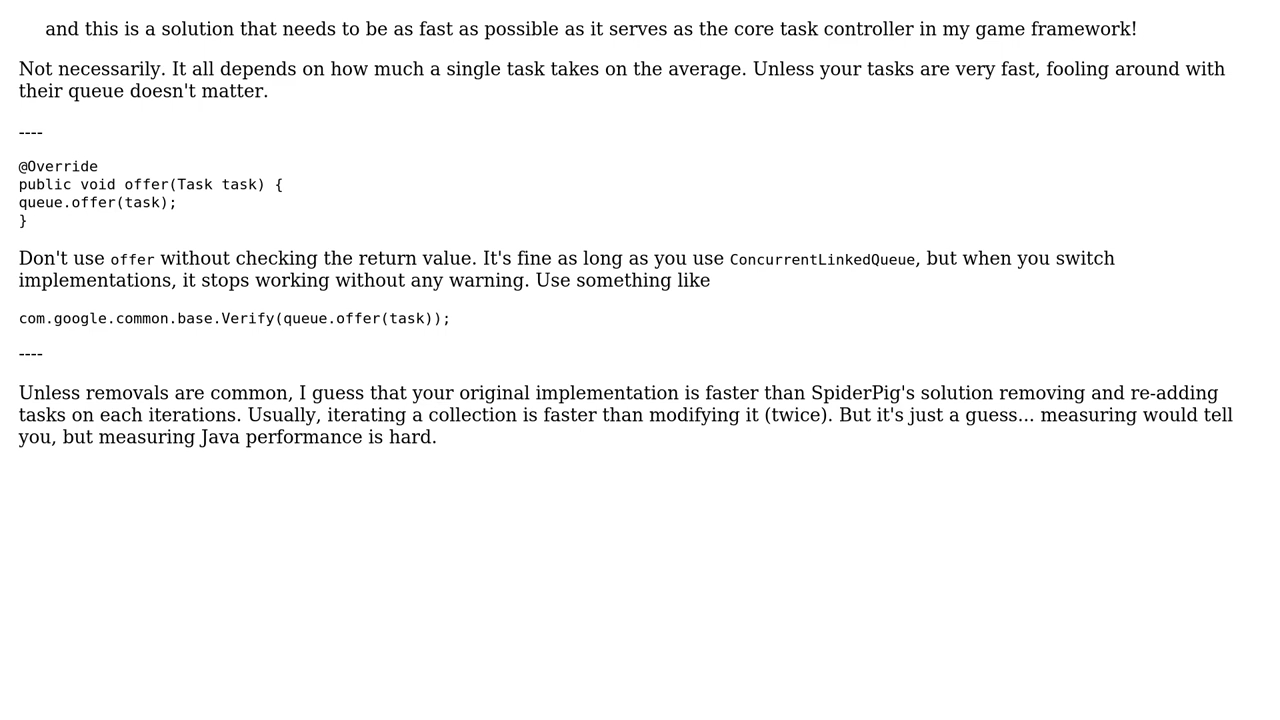 and this is a solution that needs to be as fast as possible as it serves as the core task controller in my game framework!
Not necessarily. It all depends on how much a single task takes on the average. Unless your tasks are very fast, fooling around with
their queue doesn't matter.
----
@Override
public void offer(Task task) {
queue.offer(task);
}
Don't use offer without checking the return value. It's fine as long as you use ConcurrentLinkedQueue, but when you switch
implementations, it stops working without any warning. Use something like
com.google.common.base.Verify(queue.offer(task));
----
Unless removals are common, I guess that your original implementation is faster than SpiderPig's solution removing and re-adding
tasks on each iterations. Usually, iterating a collection is faster than modifying it (twice). But it's just a guess... measuring would tell
you, but measuring Java performance is hard.